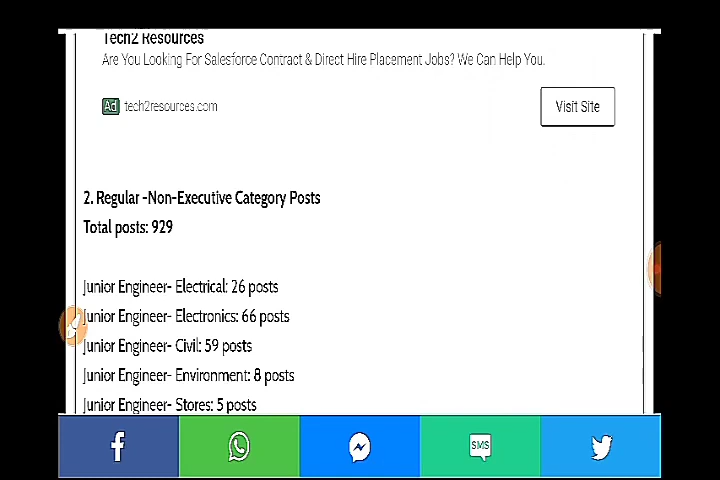 Tech2 Resources
Are You Looking For Salesforce Contract & Direct Hire Placement Jobs? We Can Help You.
Ad tech2resources.com
Visit Site
2. Regular -Non-Executive Category Posts
Total posts: 929
Junior Engineer- Electrical: 26 posts
Junior Engineer- Electronics: 66 posts
Junior Engineer- Civil: 59 posts
Junior Engineer- Environment: 8 posts
Junior Engineer- Stores: 5 posts
SMS